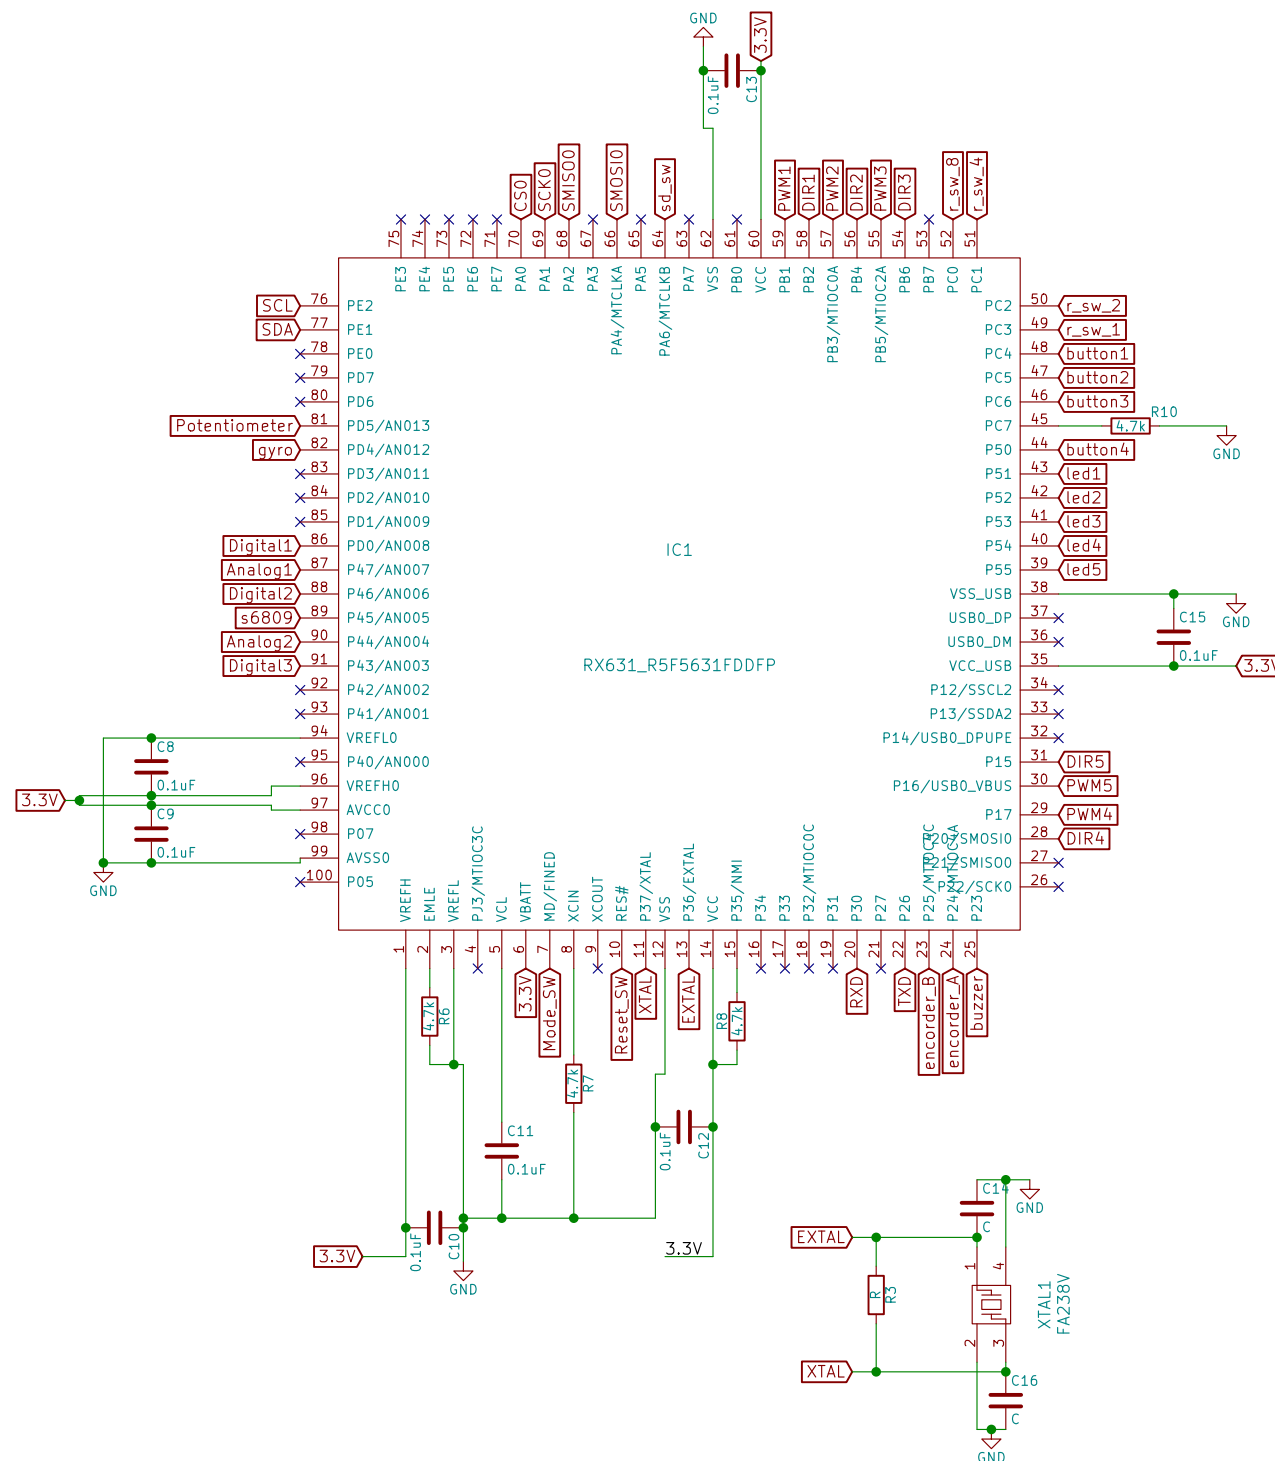 GND
3.3V
0.1uF
C13
CS0
SCK0
SMISO0
SMOSI0
sd_sw
PWM1
DIR1
PWM2
DIR2
PWM3
DIR3
r_sw_8
r_sw_4
75
74
73
72
71
70
69
68
67
66
65
64
63
62
61
60
59
58
57
56
55
54
53
52
51
PE3
PE4
PE5
PE6
PE7
PA0
PA1
PA2
PA3
PA4/MTCLKA
PA5
PA6/MTCLKB
PA7
VSS
PB0
VCC
PB1
PB2
PB3/MTIOC0A
PB4
PB5/MTIOC2A
PB6
PB7
PC0
PC1
SCL 76 PE2
SDA 77 PE1
78 PE0
79 PD7
80 PD6
Potentiometer 81 PD5/AN013
gyro 82 PD4/AN012
83 PD3/AN011
84 PD2/AN010
85 PD1/AN009
Digital1 86 PD0/AN008
Analog1 87 P47/AN007
Digital2 88 P46/AN006
s6809 89 P45/AN005
Analog2 90 P44/AN004
Digital3 91 P43/AN003
92 P42/AN002
93 P41/AN001
94 VREFL0
95 P40/AN000
96 VREFH0
97 AVCC0
98 P07
99 AVSS0
100 P05
C8
0.1uF
3.3V
C9
0.1uF
GND
IC1
RX631_R5F5631FDDFP
PC2 50 r_sw_2
PC3 49 r_sw_1
PC4 48 button1
PC5 47 button2
PC6 46 button3
PC7 45
R10
4.7k
GND
P50 44 button4
P51 43 led1
P52 42 led2
P53 41 led3
P54 40 led4
P55 39 led5
VSS_USB 38
USB0_DP 37
USB0_DM 36
VCC_USB 35
GND
C15
0.1uF
3.3V
P12/SSCL2 34
P13/SSDA2 33
P14/USB0_DPUPE 32
P15 31 DIR5
P16/USB0_VBUS 30 PWM5
P17 29 PWM4
P20/SMOSI0 28 DIR4
P21/SMISO0 27
P22/SCK0 26
VREFH
EMLE
VREFL
PJ3/MTIOC3C
VCL
VBATT
MD/FINED
XCIN
XCOUT
RES#
P37/XTAL
VSS
P36/EXTAL
VCC
P35/NMI
P34
P33
P32/MTIOC0C
P31
P30
P27
P26
P23
1
2
3
4
5
6
7
8
9
10
11
12
13
14
15
16
17
18
19
20
21
22
23
24
25
3.3V
Mode_SW
Reset_SW
XTAL
EXTAL
RXD
TXD
encorder_B
encorder_A
buzzer
4.7k
R6
4.7k
R7
R8
4.7k
C11
0.1uF
0.1uF
C12
0.1uF
C10
3.3V
GND
3.3V
C14
C
GND
EXTAL
R
R3
1
4
2
3
XTAL1
FA238V
XTAL
C16
C
GND